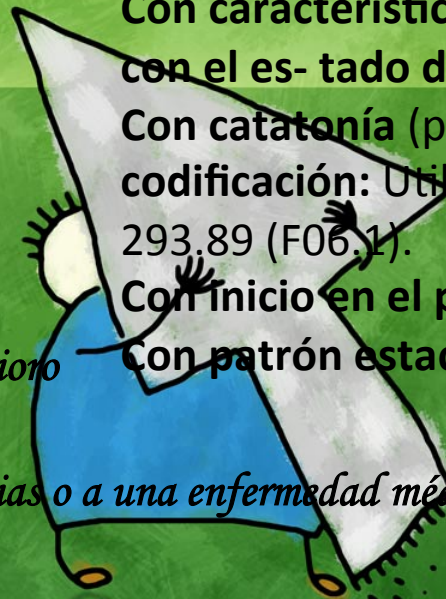 Con característic
con el es- tado d
Con catatonía (p
codificación: Util
293.89 (F06.1).
Con inicio en el p
Con patrón estac
ioro
ias o a una enfermedad mé